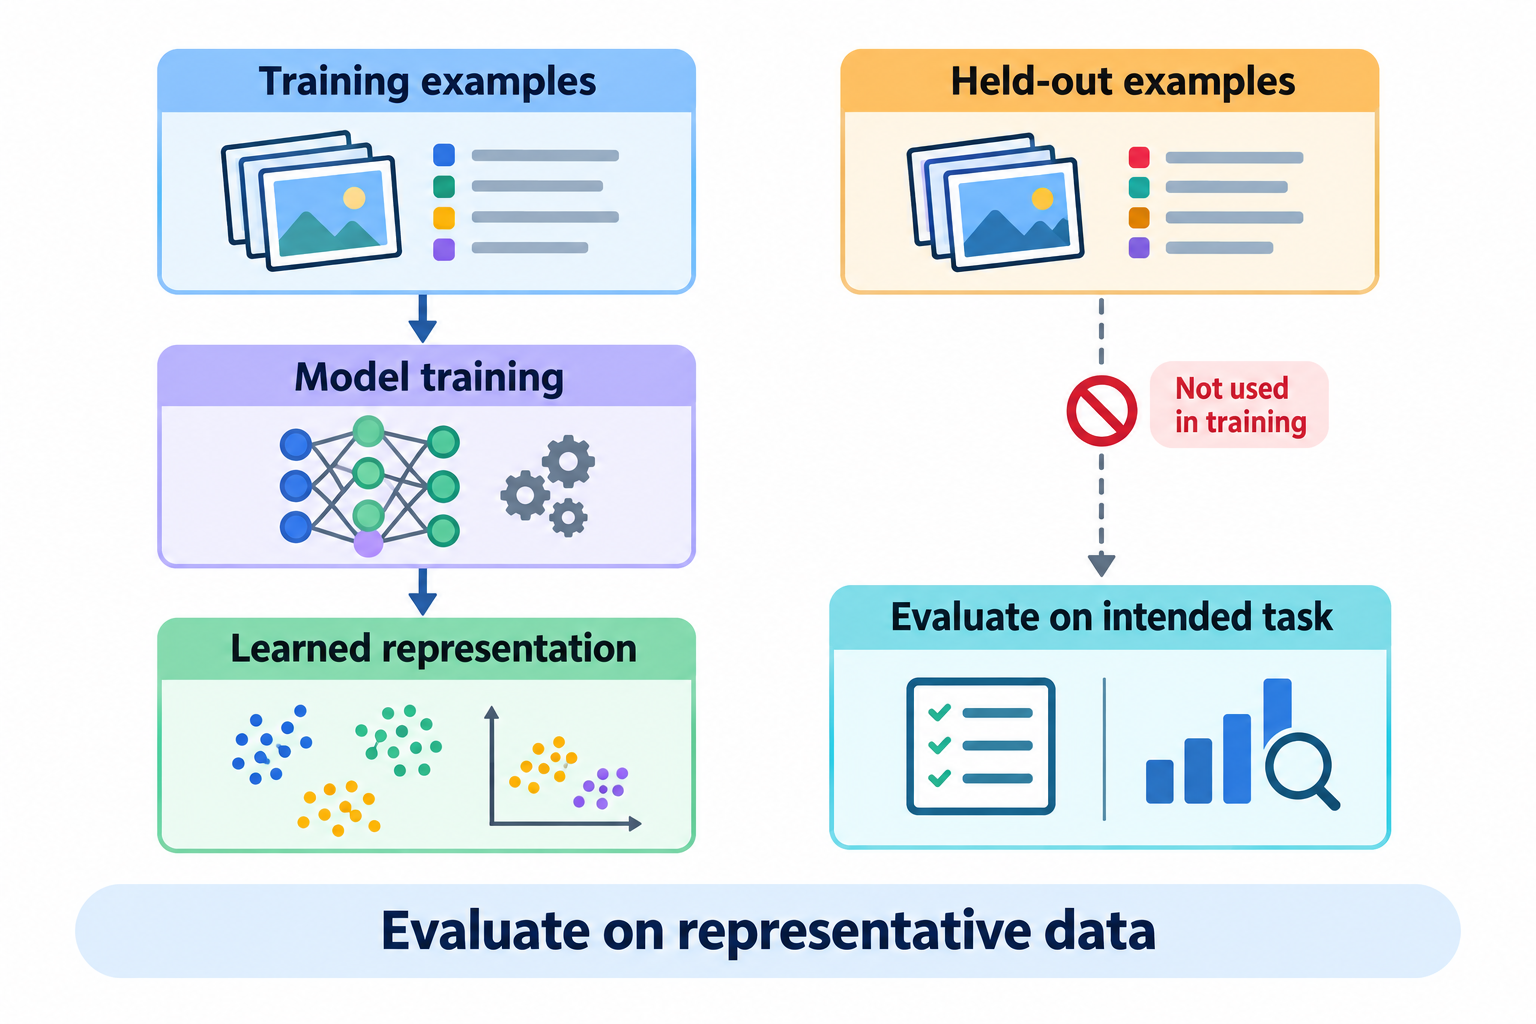 Training examples
Model training
Learned representation
Held-out examples
Not used
in training
Evaluate on intended task
Evaluate on representative data